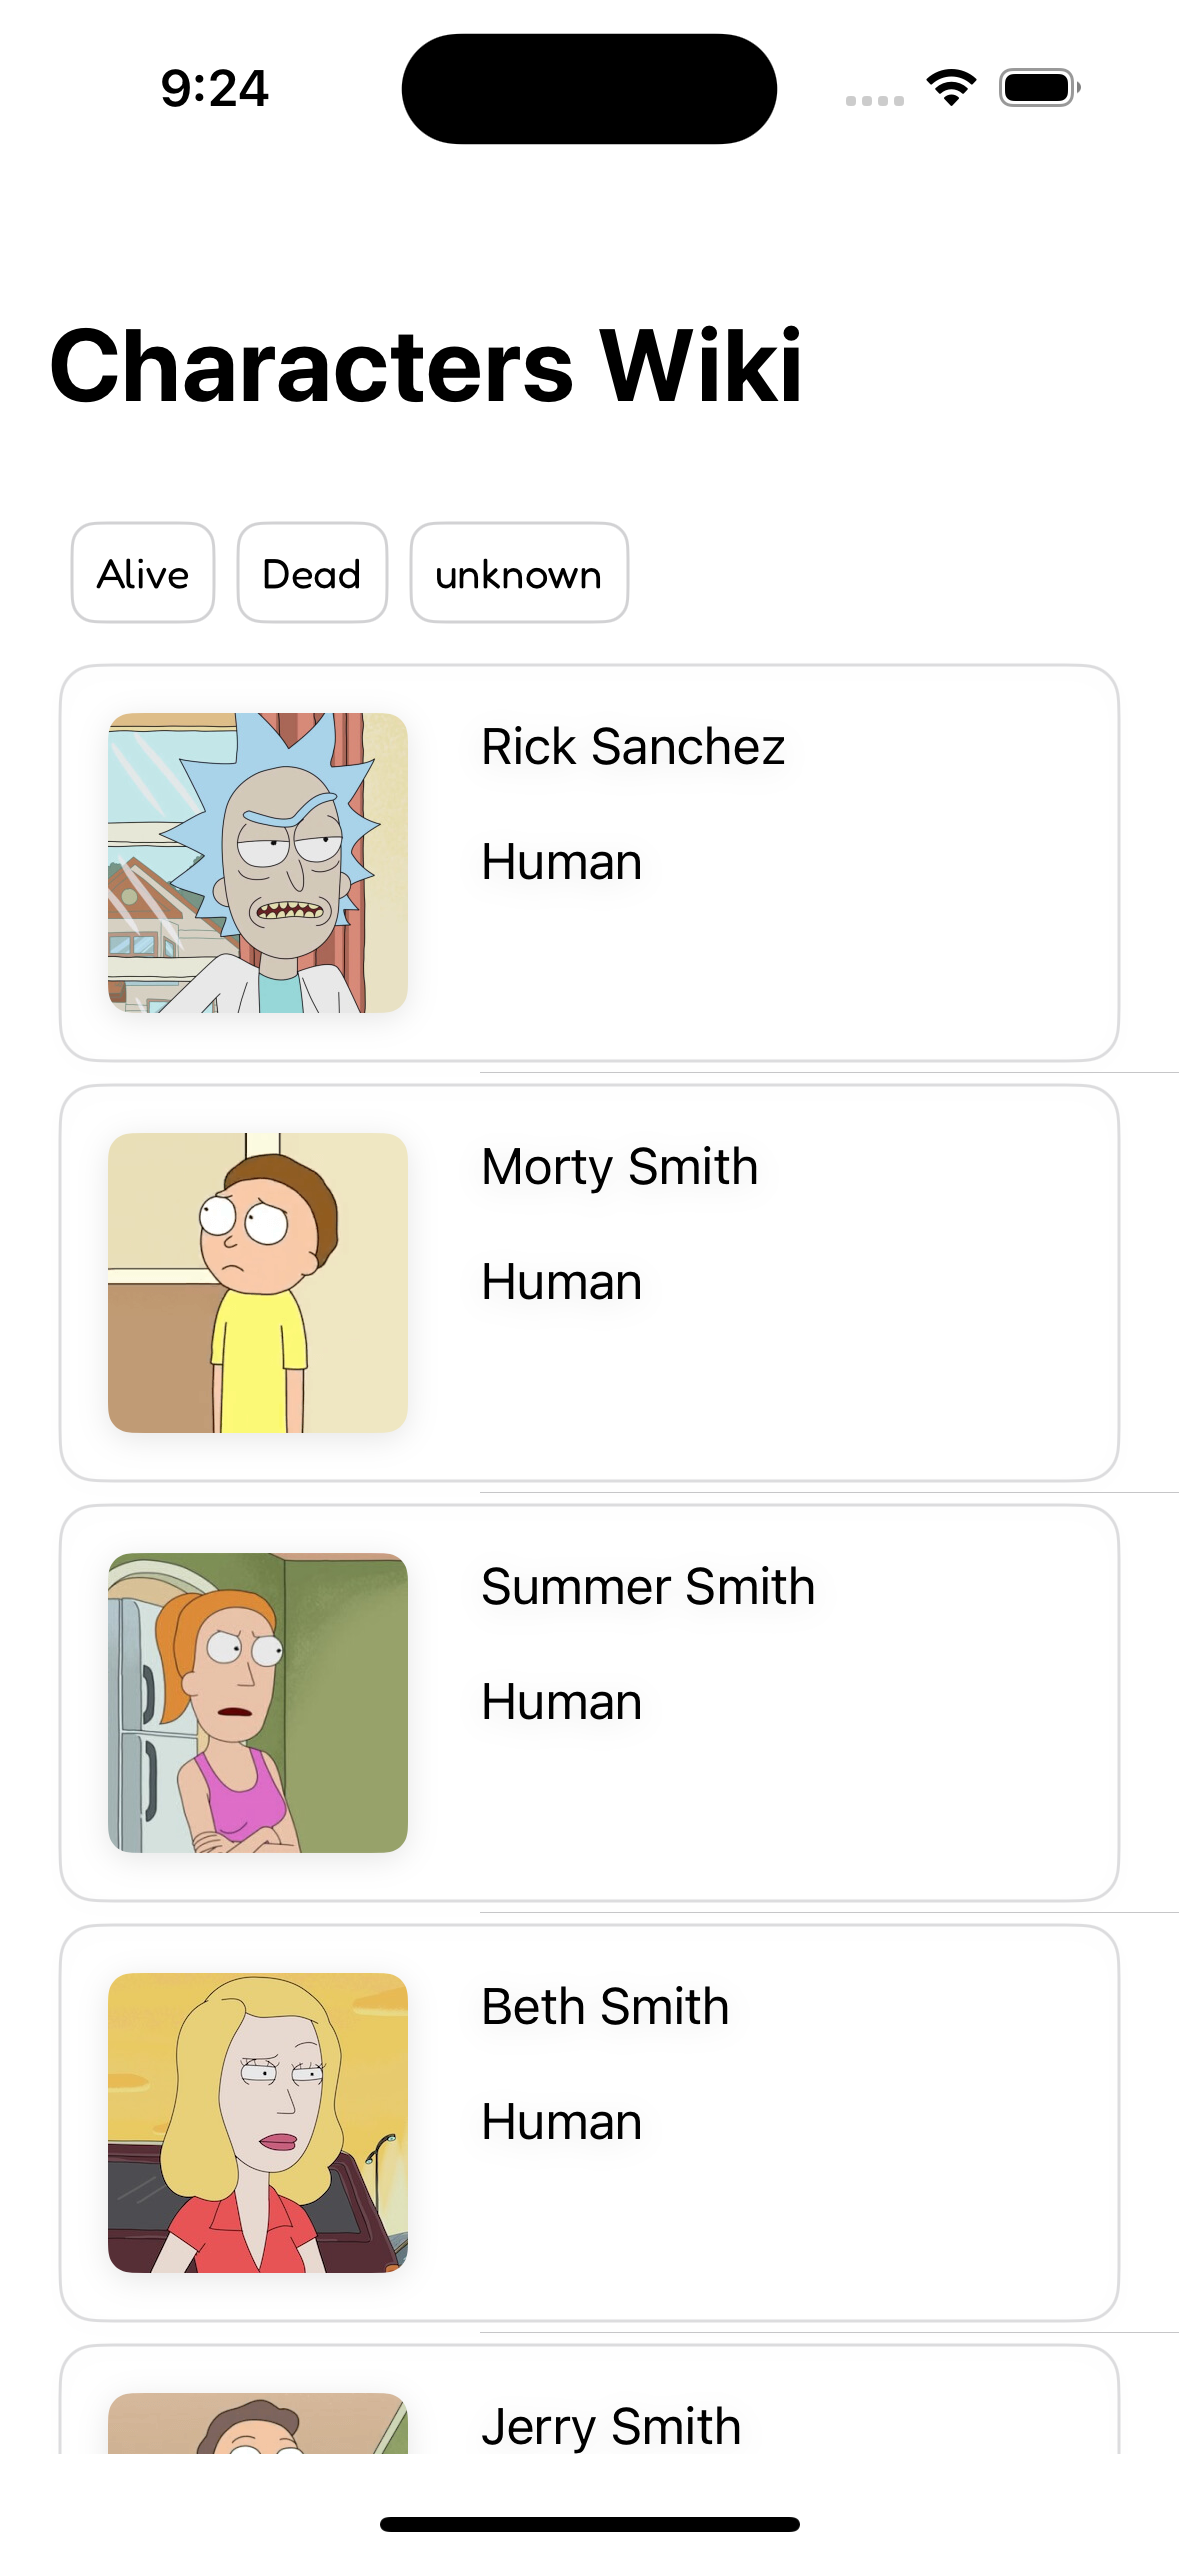 9:24
Characters Wiki
Alive Dead unknown
Rick Sanchez
Human
Morty Smith
Human
Summer Smith
Human
Beth Smith
Human
Jerry Smith